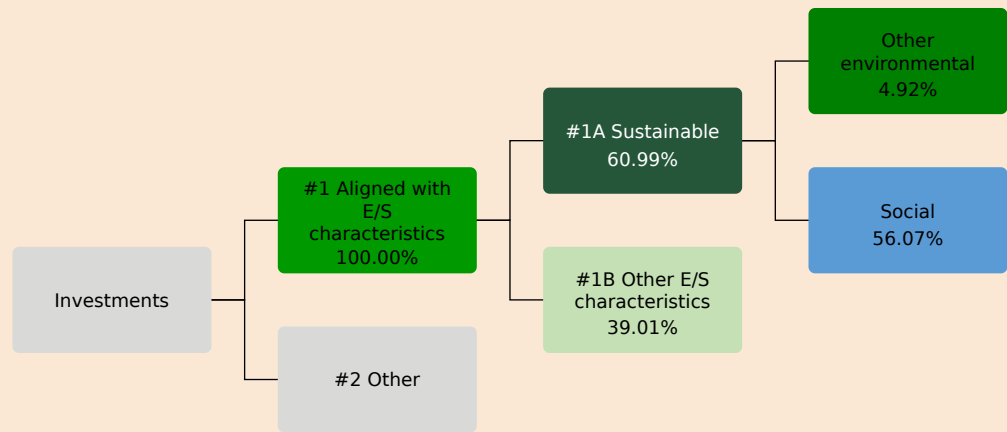 Investments
#1 Aligned with
E/S
characteristics
100.00%
#2 Other
#1A Sustainable
60.99%
#1B Other E/S
characteristics
39.01%
Other
environmental
4.92%
Social
56.07%